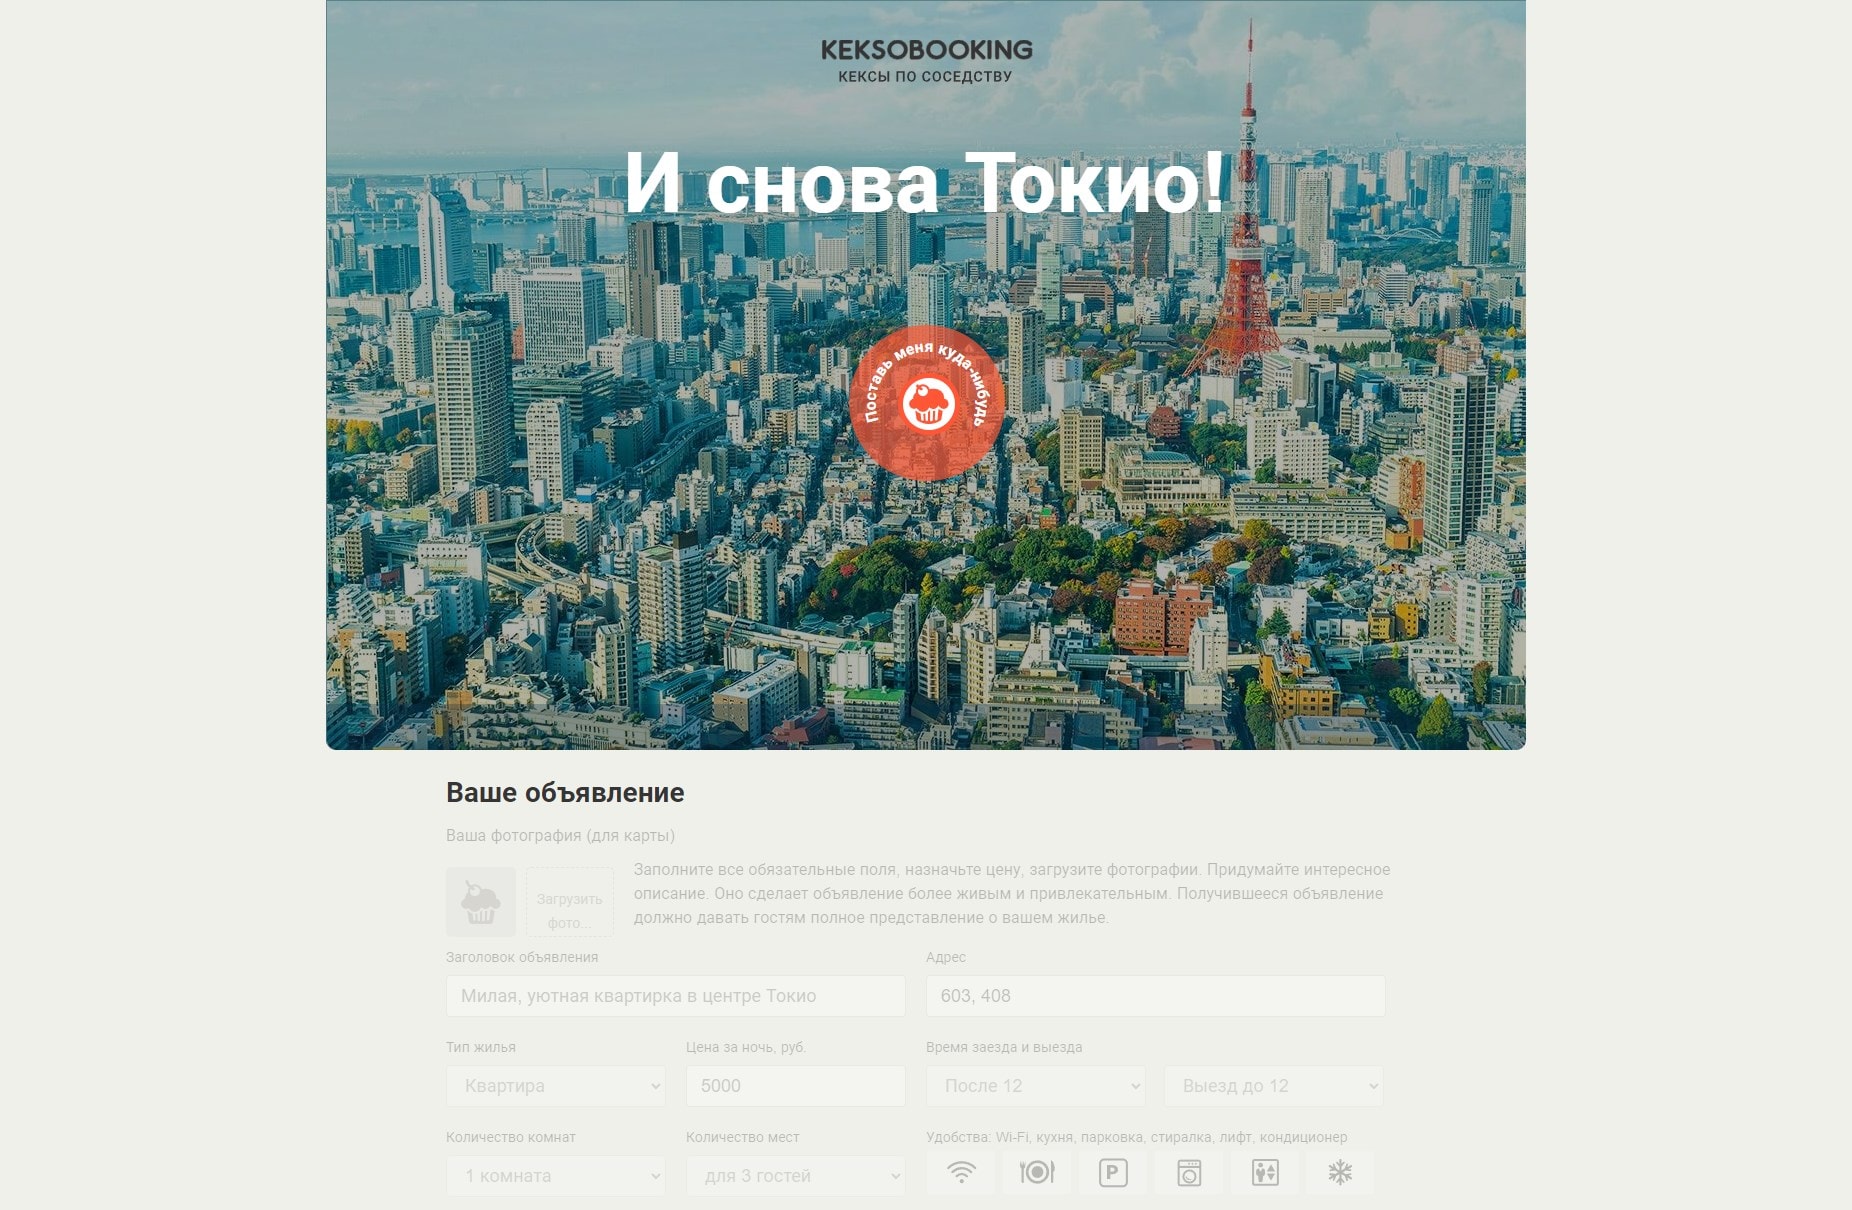 KEKSOBOOKING
КЕКСЫ ПО СОСЕДСТВУ
И снова Токио!
Поставь меня куда-нибудь
Ваше объявление
Ваша фотография (для карты)
Загрузить
фото...
Заполните все обязательные поля, назначьте цену, загрузите фотографии. Придумайте интересное
описание. Оно сделает объявление более живым и привлекательным. Получившееся объявление
должно давать гостям полное представление о вашем жилье.
Заголовок объявления
Адрес
Милая, уютная квартирка в центре Токио
603, 408
Тип жилья
Цена за ночь, руб.
Время заезда и выезда
Квартира
5000
После 12
Выезд до 12
Количество комнат
Количество мест
Удобства: Wi-Fi, кухня, парковка, стиралка, лифт, кондиционер
1 комната
для 3 гостей
P